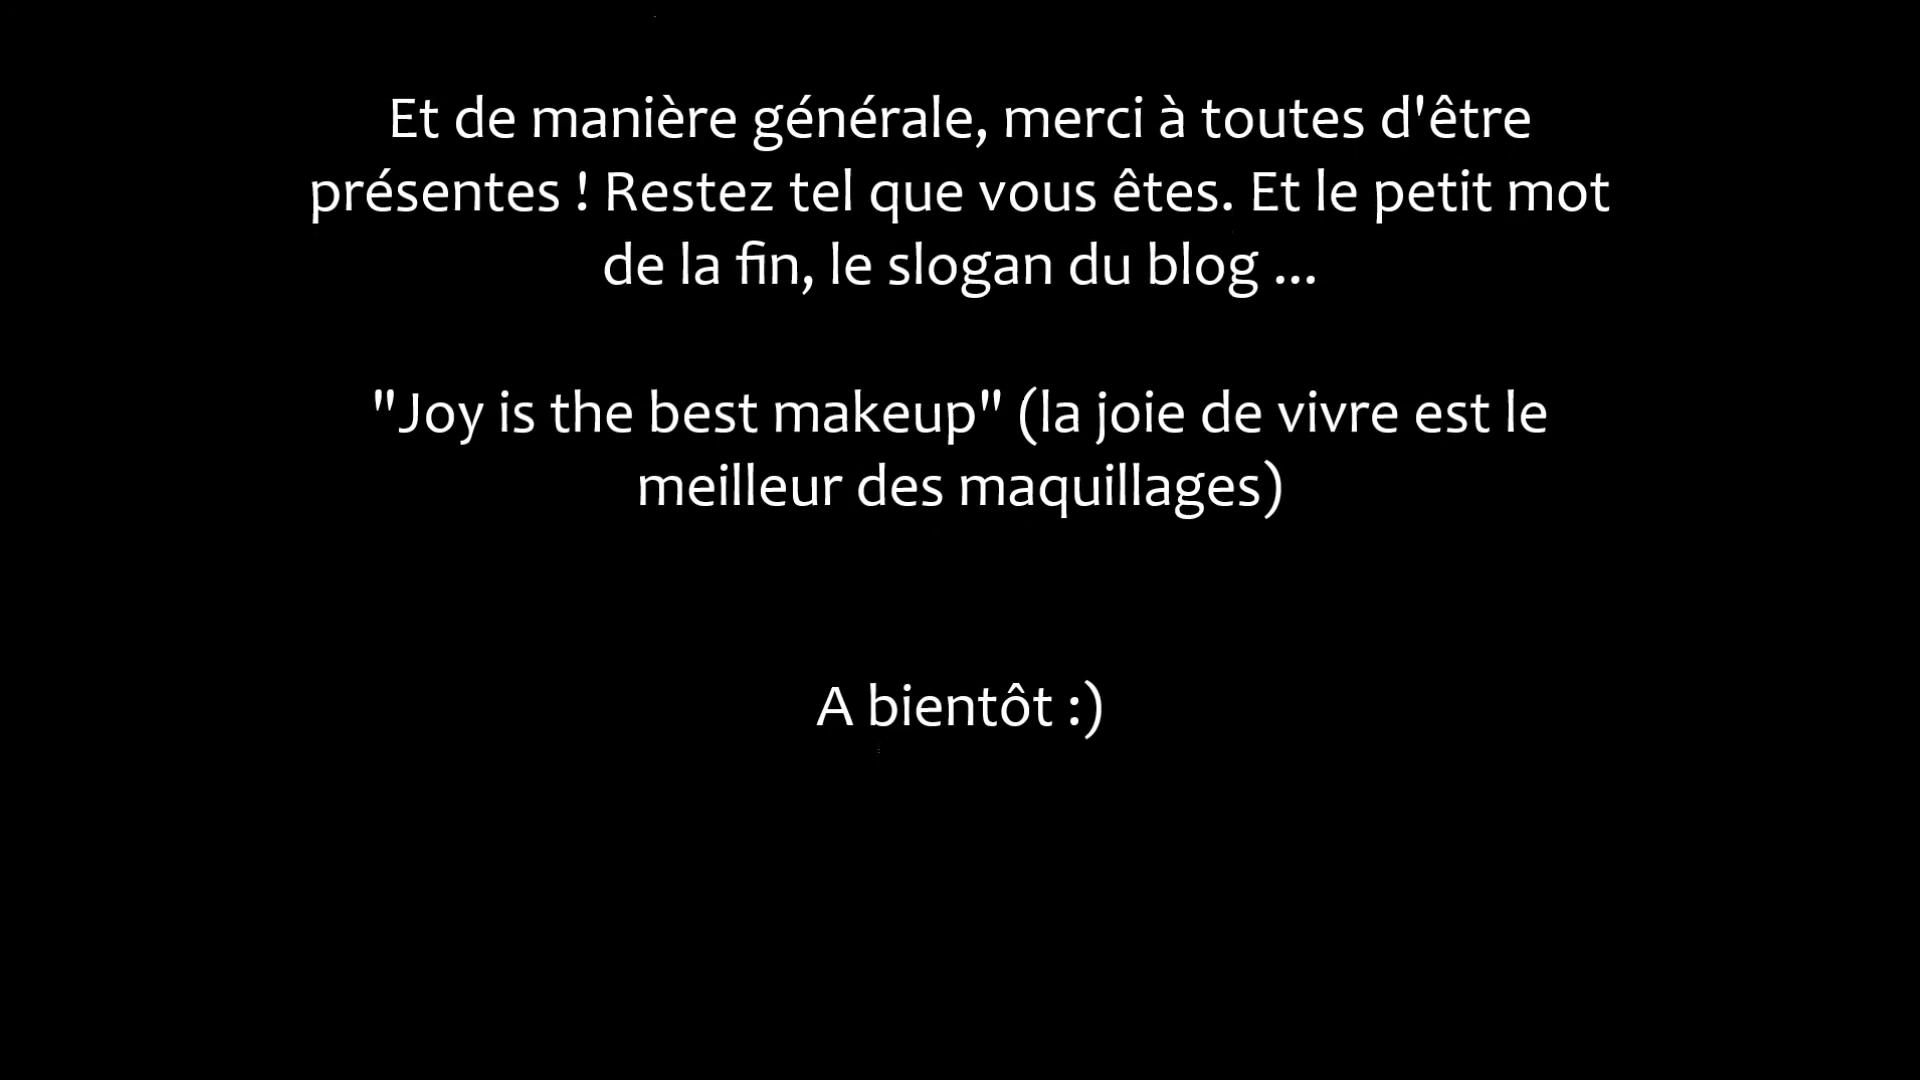 Et de manière générale, merci à toutes d'être
présentes ! Restez tel que vous êtes. Et le petit mot
de la fin, le slogan du blog ...
"Joy is the best makeup" (la joie de vivre est le
meilleur des maquillages)
A bientôt :)